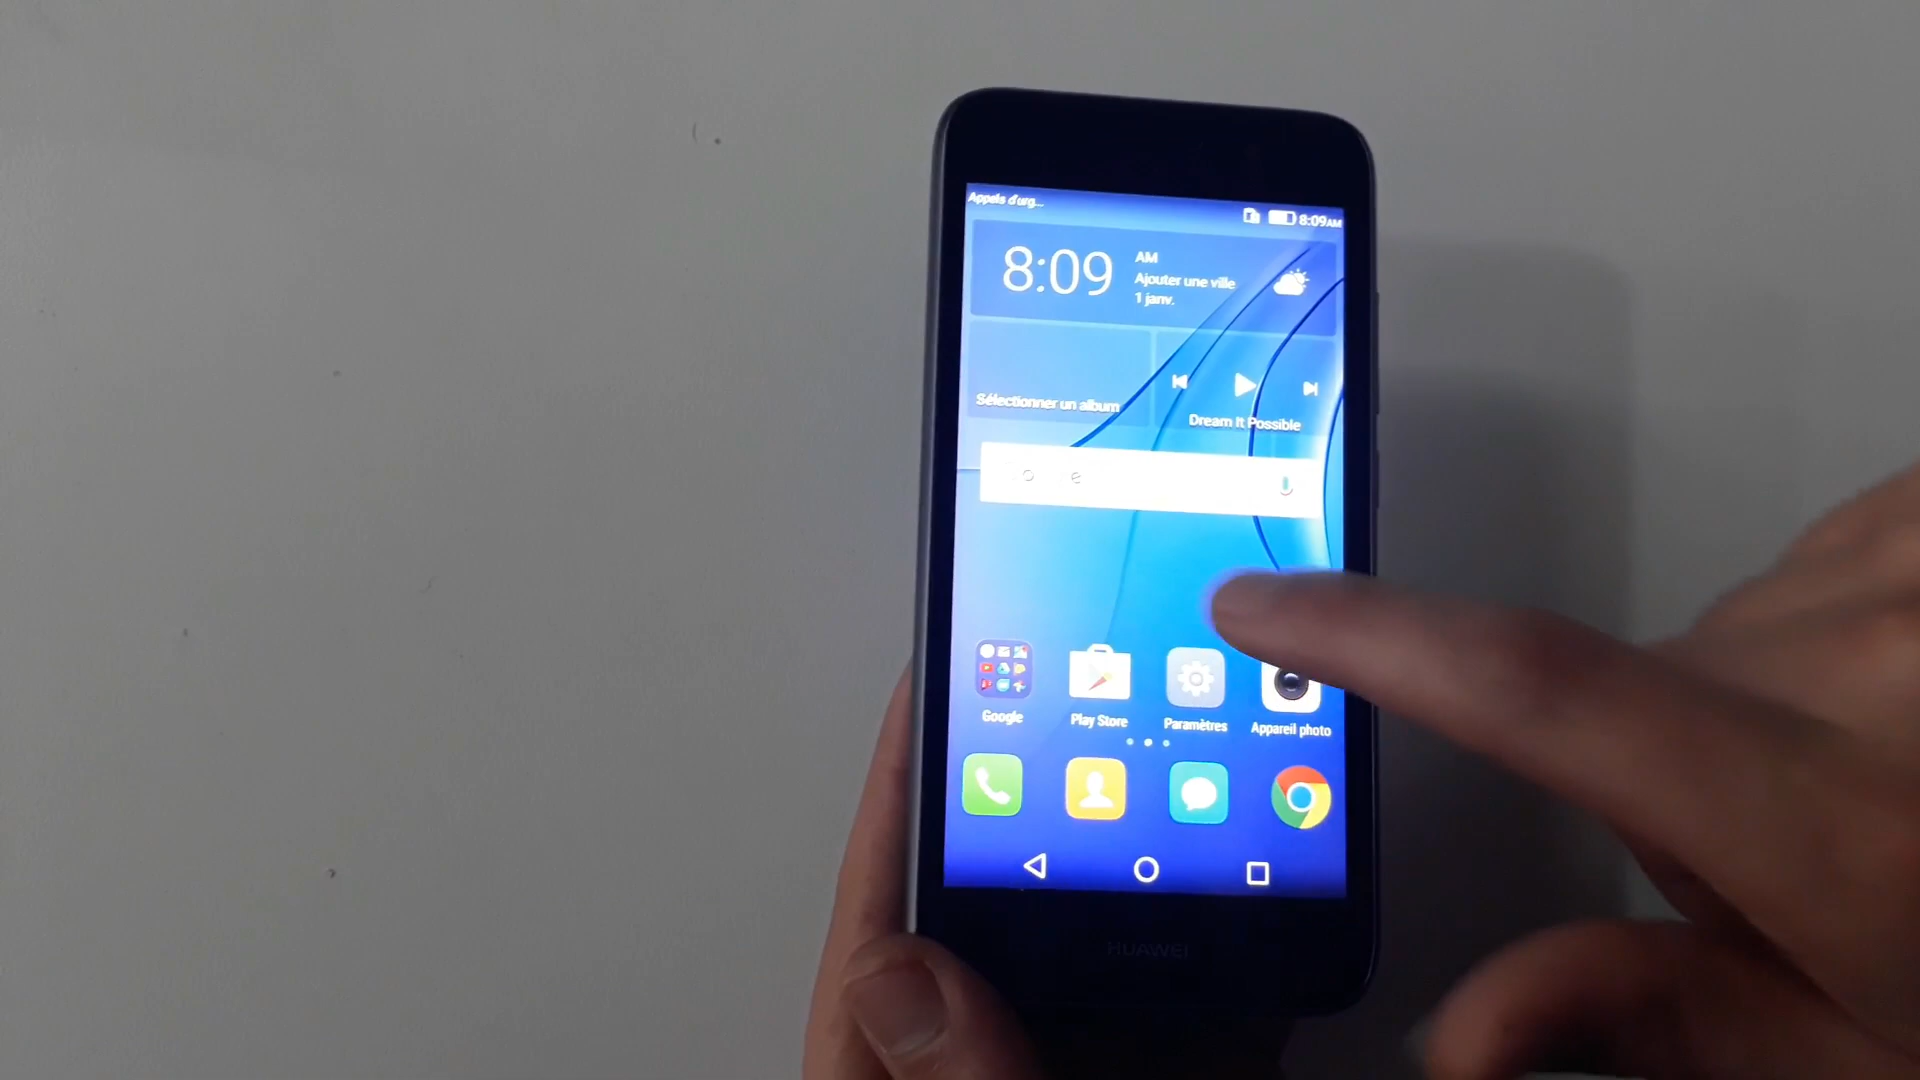 Appels d'urg...
8:09AM
8:09
AM
Ajouter une ville
1 janv.
Sélectionner un album
Dream It Possible
Google
Play Store
Paramètres
Appareil photo
HUAWEI